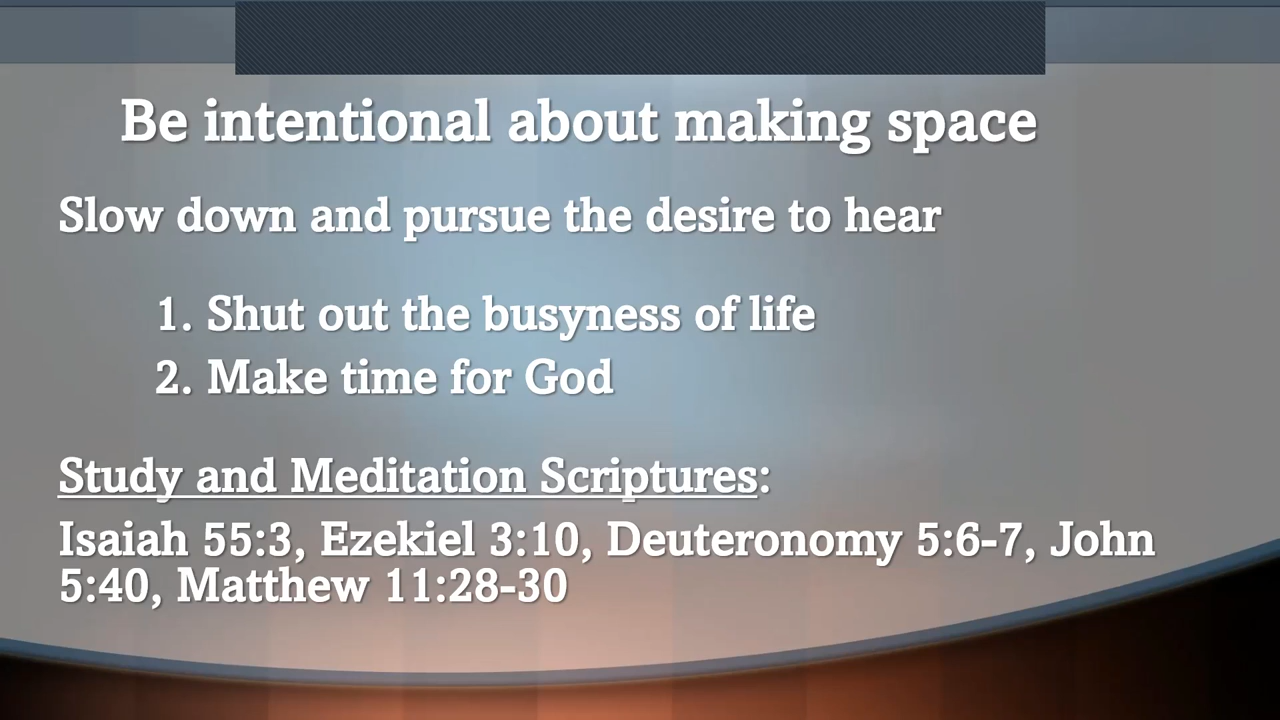 Be intentional about making space
Slow down and pursue the desire to hear
1. Shut out the busyness of life
2. Make time for God
Study and Meditation Scriptures:
Isaiah 55:3, Ezekiel 3:10, Deuteronomy 5:6-7, John
5:40, Matthew 11:28-30